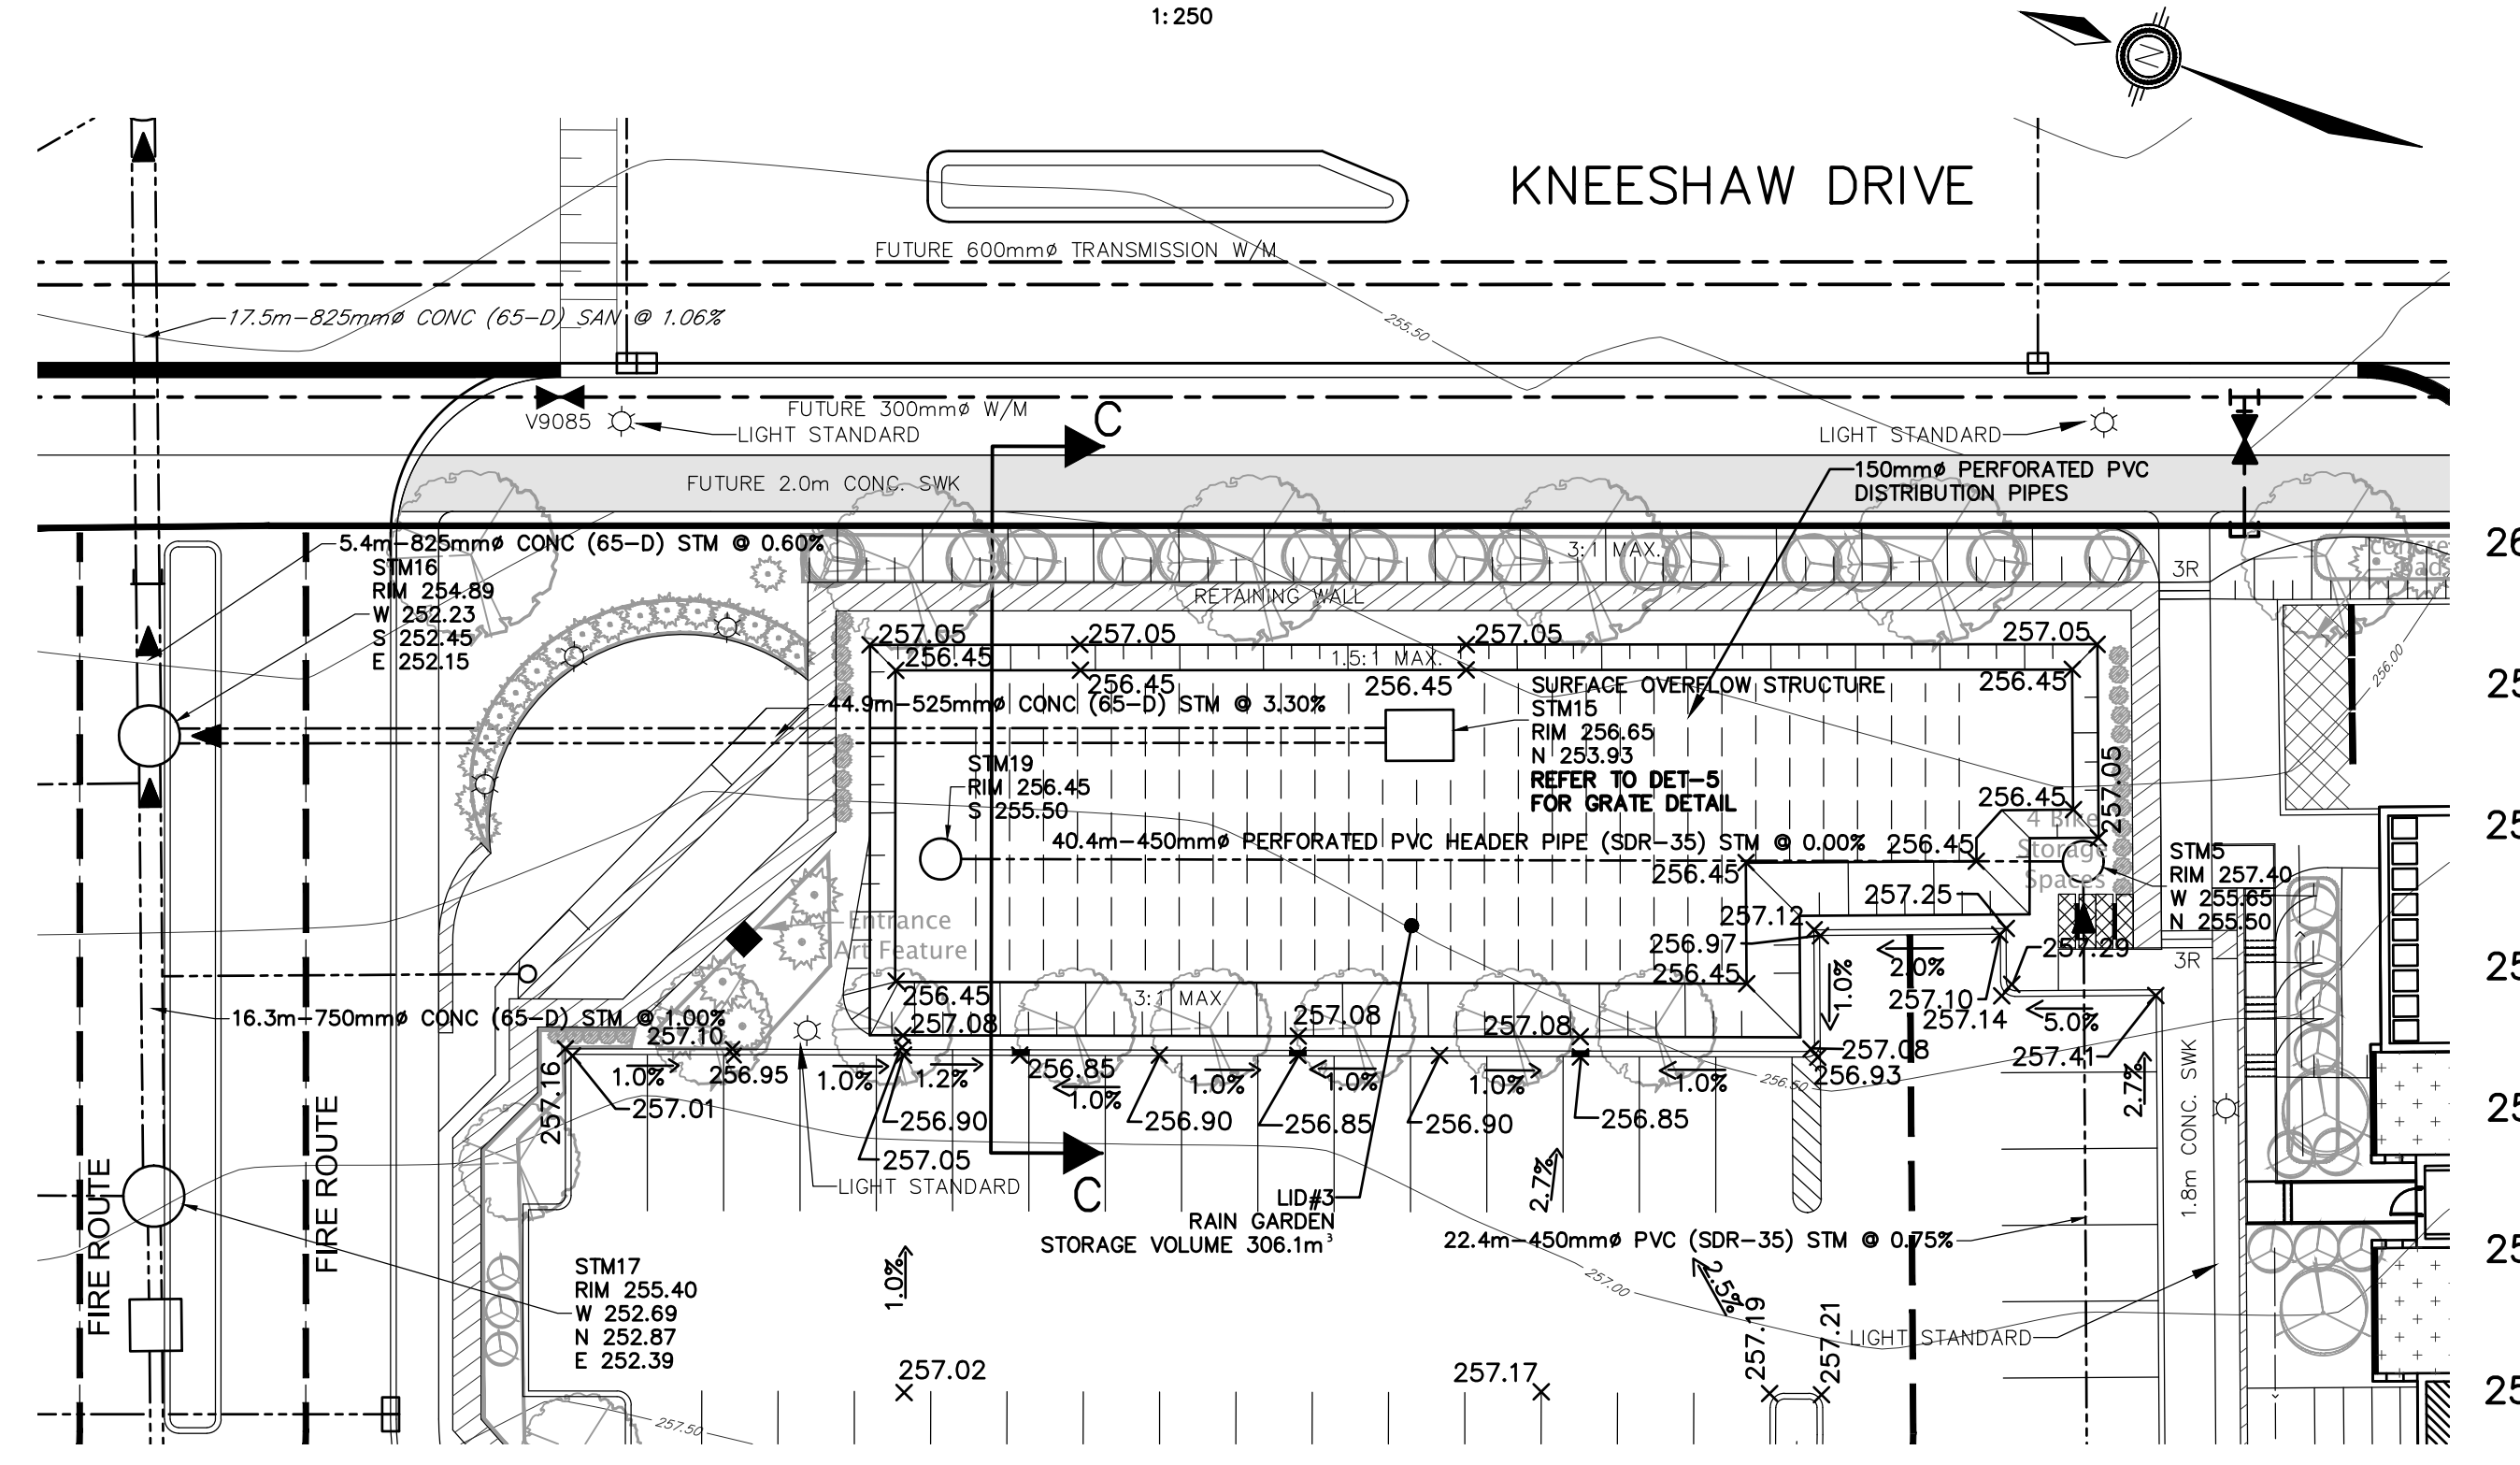 1:250
N
KNEESHAW DRIVE
FUTURE 600mmø TRANSMISSION W/M
17.5m-825mmø CONC (65-D) SAN @ 1.06%
255.50
V9085
FUTURE 300mmø W/M
LIGHT STANDARD
C
LIGHT STANDARD
150mmø PERFORATED PVC
DISTRIBUTION PIPES
FUTURE 2.0m CONC. SWK
5.4m-825mmø CONC (65-D) STM @ 0.60%
STM16
RIM 254.89
W 252.23
S 252.45
E 252.15
3:1 MAX.
3R
RETAINING WALL
257.05
257.05
257.05
257.05
256.45
1.5:1 MAX.
256.45
256.45
256.45
256.00
44.9m-525mmø CONC (65-D) STM @ 3.30%
SURFACE OVERFLOW STRUCTURE
STM15
RIM 256.65
N 253.93
REFER TO DET-5
FOR GRATE DETAIL
STM19
RIM 256.45
S 255.50
257.05
256.45
4 Bike
Storage
Spaces
40.4m-450mmø PERFORATED PVC HEADER PIPE (SDR-35) STM @ 0.00%
256.45
256.45
STM5
RIM 257.40
W 255.65
N 255.50
257.25
257.12
256.97
Entrance
Art Feature
2.0%
257.29
3R
256.45
1.0%
257.10
257.14
5.0%
256.45
3:1 MAX
16.3m-750mmø CONC (65-D) STM @ 1.00%
257.10
257.08
257.08
257.08
257.08
257.41
257.16
1.0%
256.95
1.0%
1.2%
256.85
1.0%
1.0%
1.0%
1.0%
1.0%
256.50
256.93
2.7%
257.01
256.90
256.90
256.85
256.90
256.85
257.05
LIGHT STANDARD
C
2.7%
1.8m CONC. SWK
FIRE ROUTE
FIRE ROUTE
LID#3
RAIN GARDEN
STORAGE VOLUME 306.1m³
22.4m-450mmø PVC (SDR-35) STM @ 0.75%
STM17
RIM 255.40
W 252.69
N 252.87
E 252.39
1.0%
257.00
2.5%
257.19
257.21
LIGHT STANDARD
257.02
257.17
257.50